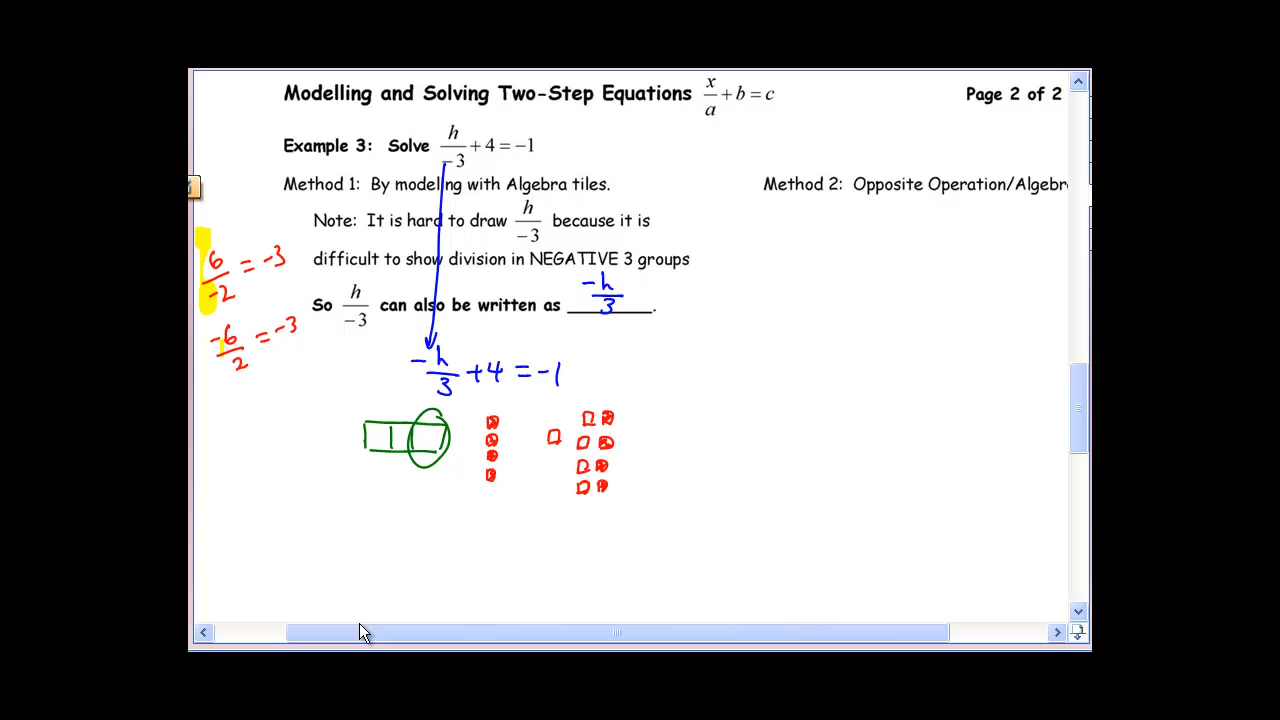 Modelling and Solving Two-Step Equations x/a + b = c Page 2 of 2
Example 3: Solve h/−3 + 4 = −1
Method 1: By modeling with Algebra tiles. Method 2: Opposite Operation/Algebr
Note: It is hard to draw h/−3 because it is
difficult to show division in NEGATIVE 3 groups
So h/−3 can also be written as -h/3.
6/-2 = -3
-6/2 = -3
-h/3 + 4 = -1